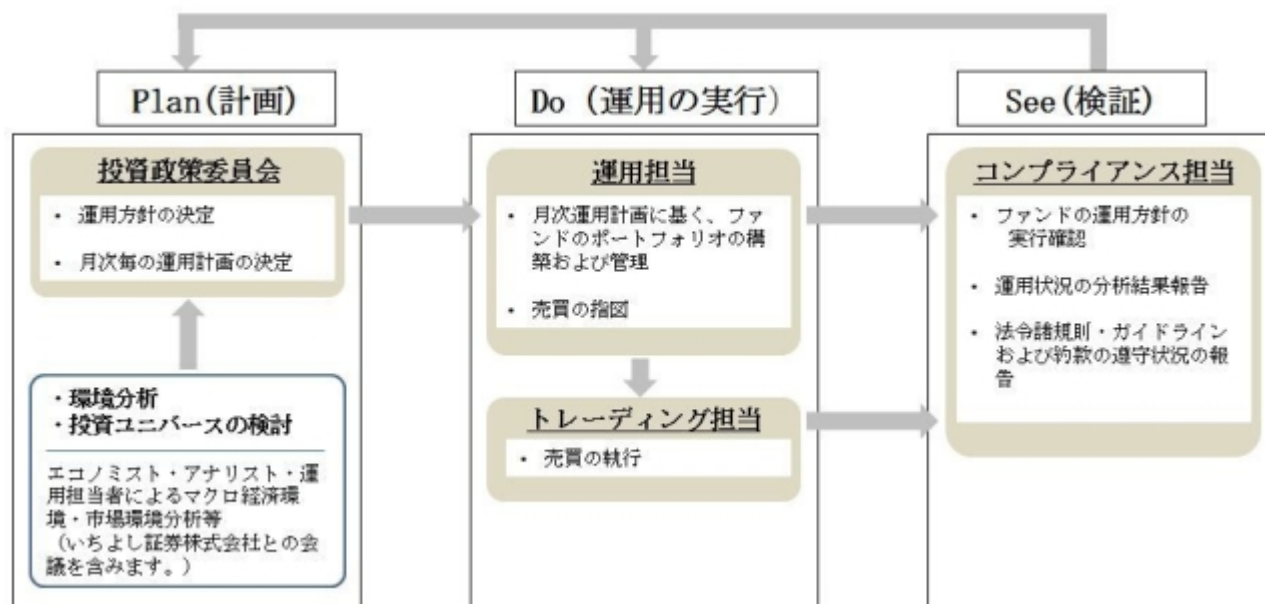 Plan(計画)
投資政策委員会
・ 運用方針の決定
・ 月次毎の運用計画の決定
・環境分析
・投資ユニバースの検討
エコノミスト・アナリスト・運
用担当者によるマクロ経済環
境・市場環境分析等
(いちよし証券株式会社との会
議を含みます。)
Do (運用の実行)
運用担当
・ 月次運用計画に基く、ファ
ンドのポートフォリオの構
築および管理
・ 売買の指図
トレーディング担当
・ 売買の執行
See(検証)
コンプライアンス担当
・ ファンドの運用方針の
実行確認
・ 運用状況の分析結果報告
・ 法令諸規則・ガイドライン
および約款の遵守状況の報
告